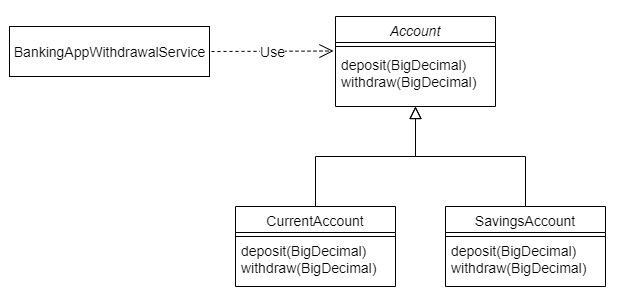 BankingAppWithdrawalService
Use
Account
deposit(BigDecimal)
withdraw(BigDecimal)
CurrentAccount
deposit(BigDecimal)
withdraw(BigDecimal)
SavingsAccount
deposit(BigDecimal)
withdraw(BigDecimal)